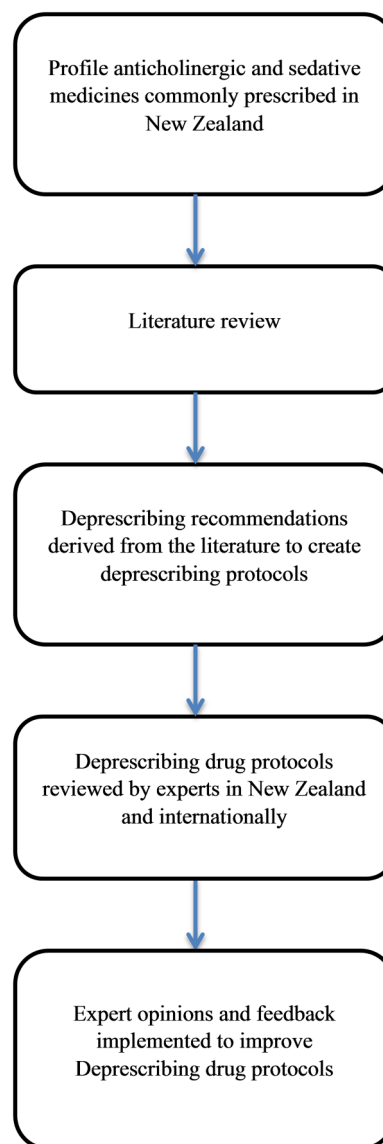 Profile anticholinergic and sedative
medicines commonly prescribed in
New Zealand
Literature review
Deprescribing recommendations
derived from the literature to create
deprescribing protocols
Deprescribing drug protocols
reviewed by experts in New Zealand
and internationally
Expert opinions and feedback
implemented to improve
Deprescribing drug protocols